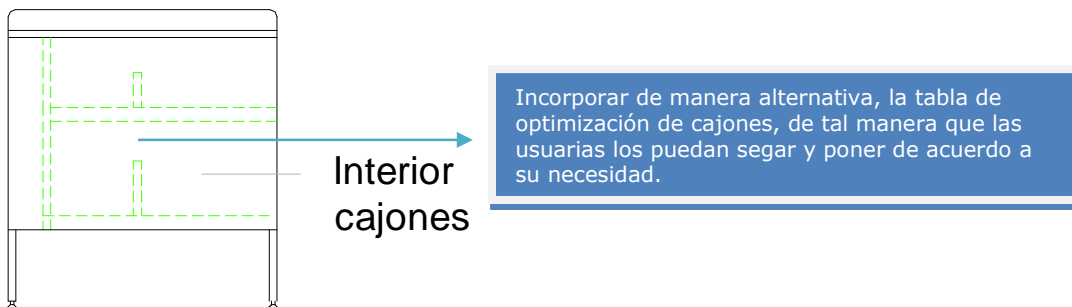 Interior
cajones
Incorporar de manera alternativa, la tabla de
optimización de cajones, de tal manera que las
usuarias los puedan segar y poner de acuerdo a
su necesidad.